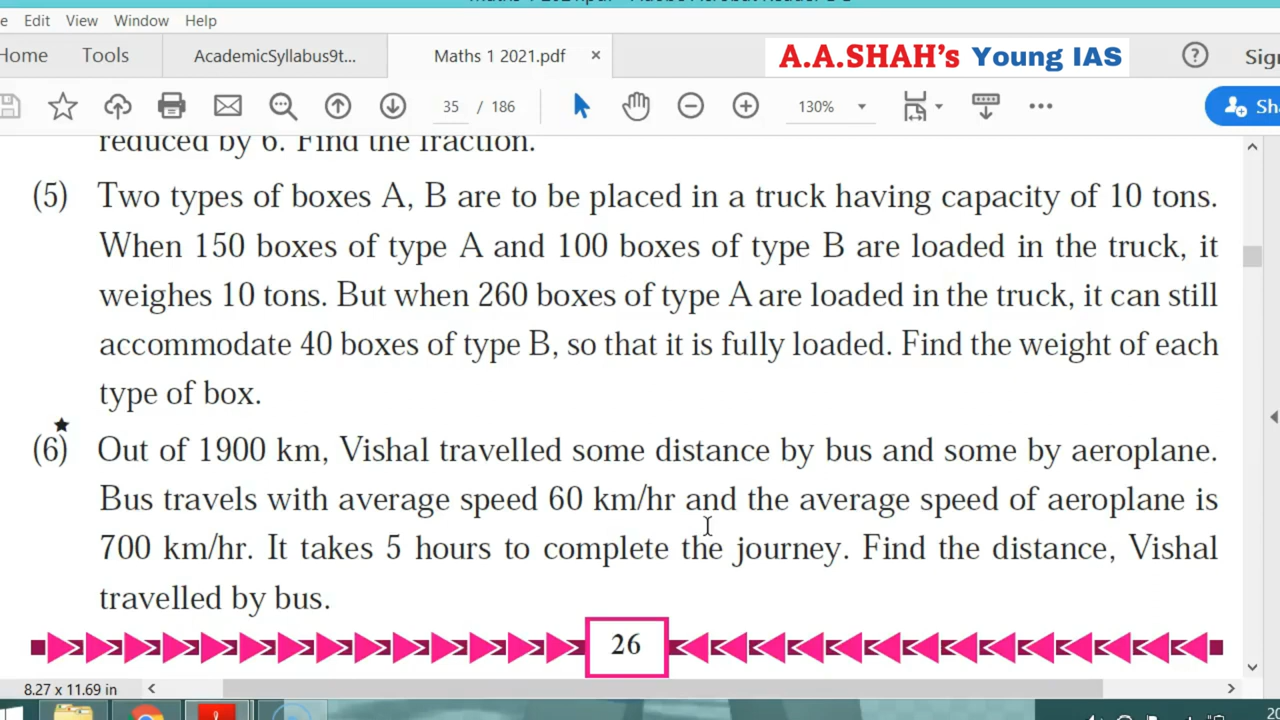 Edit View Window Help
Home Tools AcademicSyllabus9t... Maths 1 2021.pdf ×
A.A.SHAH's Young IAS
35 / 186 130%
reduced by 6. Find the fraction.
(5) Two types of boxes A, B are to be placed in a truck having capacity of 10 tons.
When 150 boxes of type A and 100 boxes of type B are loaded in the truck, it
weighes 10 tons. But when 260 boxes of type A are loaded in the truck, it can still
accommodate 40 boxes of type B, so that it is fully loaded. Find the weight of each
type of box.
★
(6) Out of 1900 km, Vishal travelled some distance by bus and some by aeroplane.
Bus travels with average speed 60 km/hr and the average speed of aeroplane is
700 km/hr. It takes 5 hours to complete the journey. Find the distance, Vishal
travelled by bus.
26
8.27 x 11.69 in